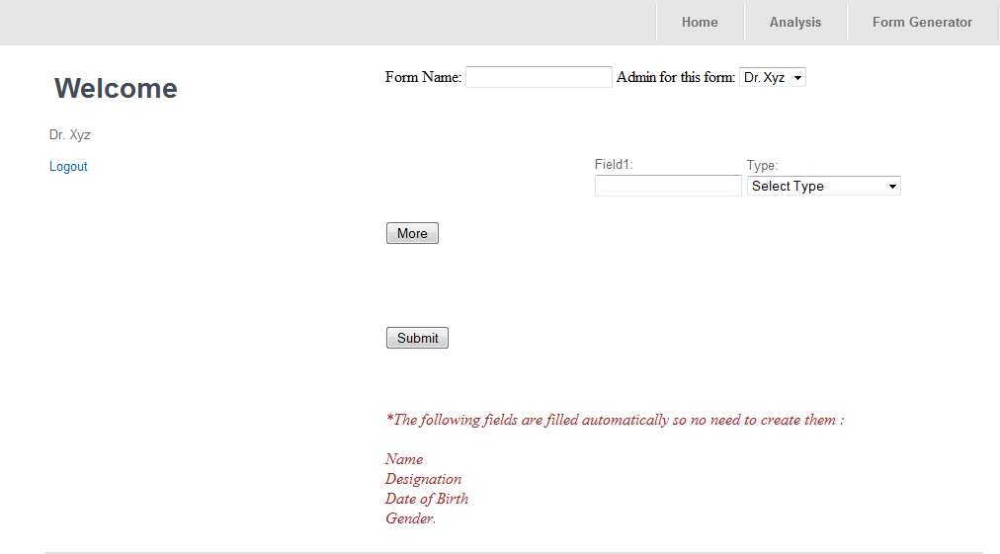 Home Analysis Form Generator
Welcome
Dr. Xyz
Logout
Form Name: Admin for this form: Dr. Xyz
Field1: Type:
Select Type
More
Submit
*The following fields are filled automatically so no need to create them :
Name
Designation
Date of Birth
Gender.